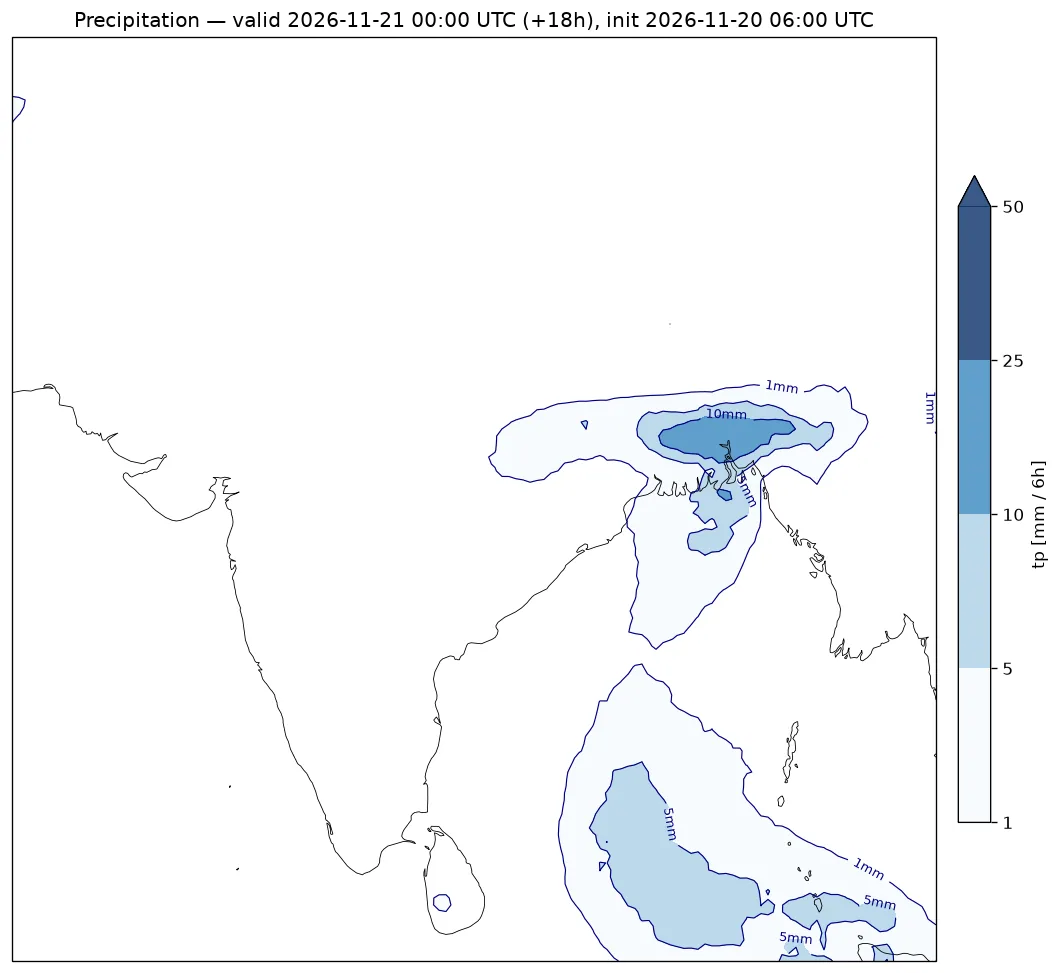 Precipitation — valid 2026-11-21 00:00 UTC (+18h), init 2026-11-20 06:00 UTC
50
25
10
5
1
tp [mm / 6h]
1mm
1mm
10mm
5mm
1mm
5mm
5mm